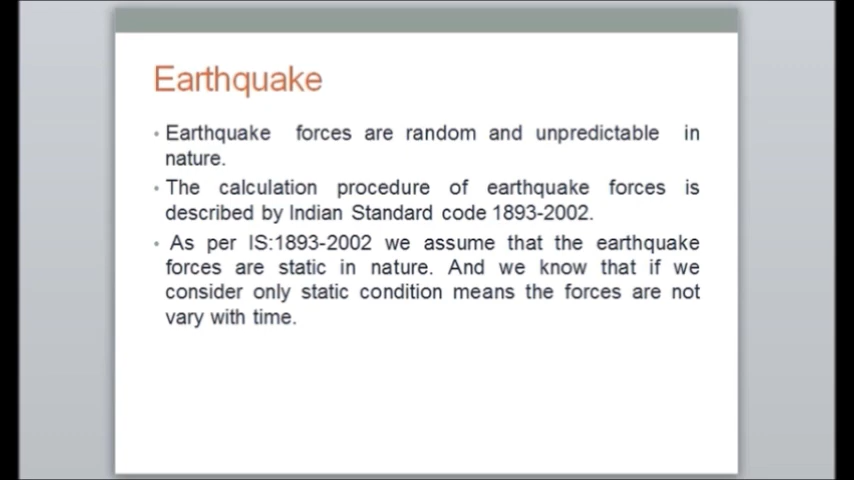 Earthquake
• Earthquake forces are random and unpredictable in
nature.
• The calculation procedure of earthquake forces is
described by Indian Standard code 1893-2002.
• As per IS:1893-2002 we assume that the earthquake
forces are static in nature. And we know that if we
consider only static condition means the forces are not
vary with time.